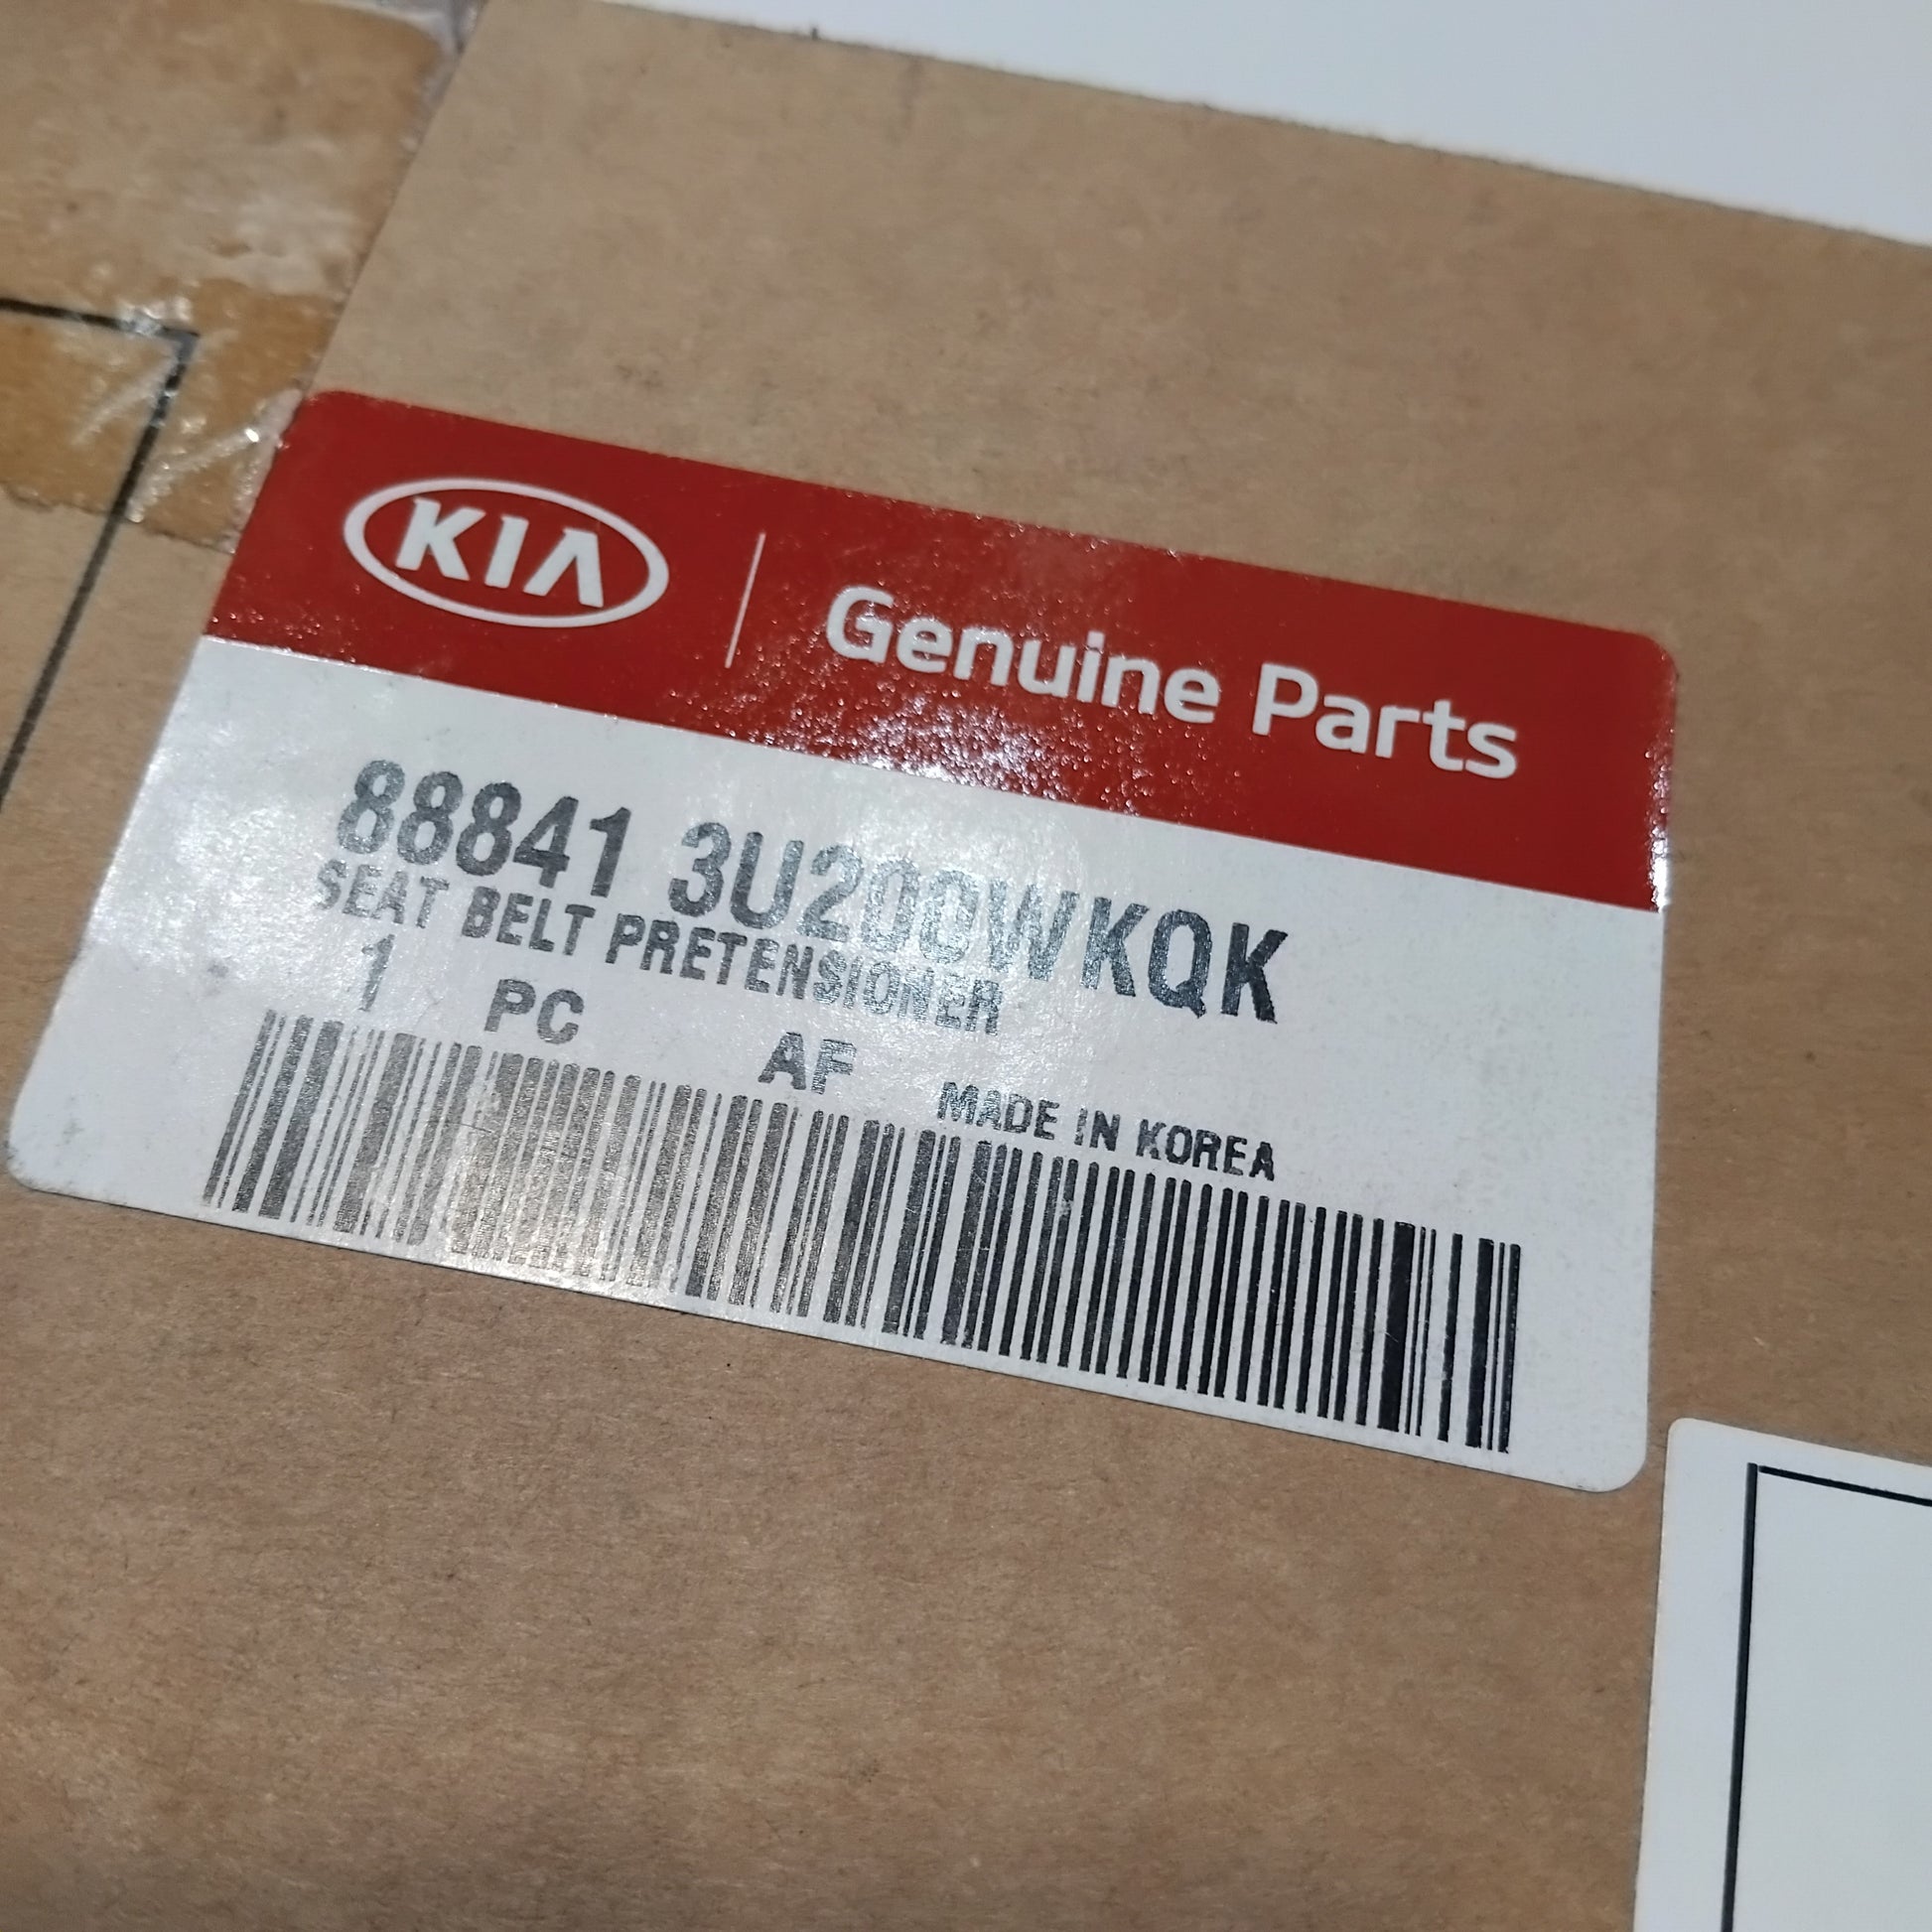 KIA Genuine Parts
88841 3U200WKQK
SEAT BELT PRETENSIONER
1 PC AF MADE IN KOREA